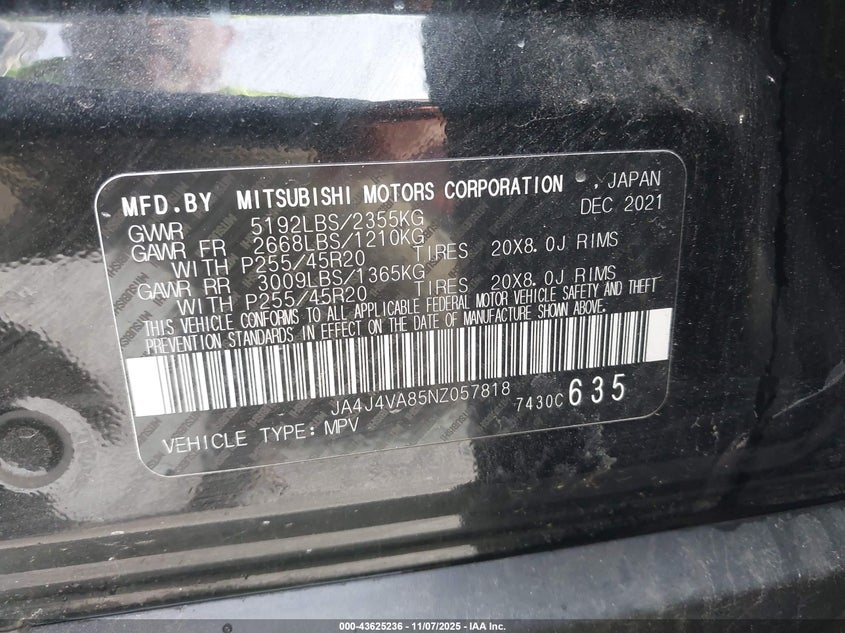 MFD.BY MITSUBISHI MOTORS CORPORATION , JAPAN
GVWR 5192LBS/2355KG DEC 2021
GAWR FR 2668LBS/1210KG
WITH P255/45R20 TIRES 20X8.0J RIMS
GAWR RR 3009LBS/1365KG
WITH P255/45R20 TIRES 20X8.0J RIMS
THIS VEHICLE CONFORMS TO ALL APPLICABLE FEDERAL MOTOR VEHICLE SAFETY AND THEFT
PREVENTION STANDARDS IN EFFECT ON THE DATE OF MANUFACTURE SHOWN ABOVE.
JA4J4VA85NZ057818 7430C 635
VEHICLE TYPE: MPV
000-43625236 - 11/07/2025 - IAA Inc.